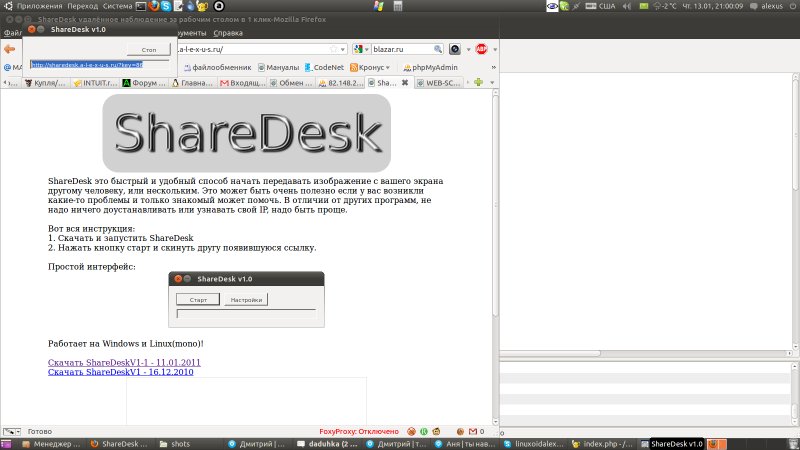 Приложения Переход Система
США
-2 °C
Чт. 13.01, 21:00:09
alexus
ShareDesk удалённое наблюдение за рабочим столом в 1 клик-Mozilla Firefox
ShareDesk v1.0
Справка
Стоп
http://sharedesk.a-l-e-x-u-s.ru/?key=86
.a-l-e-x-u-s.ru/
blazar.ru
ABP
файлообменник
Мануалы
_CodeNet
Кронус
phpMyAdmin
Купля/...
INTUIT.r...
Форум ...
Главна...
Входящ...
Обмен ...
82.148.2...
Sha...
WEB-SC...
ShareDesk
ShareDesk это быстрый и удобный способ начать передавать изображение с вашего экрана
другому человеку, или нескольким. Это может быть очень полезно если у вас возникли
какие-то проблемы и только знакомый может помочь. В отличии от других программ, не
надо ничего доустанавливать или узнавать свой IP, надо быть проще.
Вот вся инструкция:
1. Скачать и запустить ShareDesk
2. Нажать кнопку старт и скинуть другу появившуюся ссылку.
Простой интерфейс:
ShareDesk v1.0
Старт
Настройки
Работает на Windows и Linux(mono)!
Скачать ShareDeskV1-1 - 11.01.2011
Скачать ShareDeskV1 - 16.12.2010
Готово
FoxyProxy: Отключено
0
Менеджер ...
ShareDesk ...
shots
Дмитрий | ...
daduhka (2 ...
Дмитрий | т...
Аня | ты нав...
linuxoidalex...
index.php - /...
ShareDesk v1.0